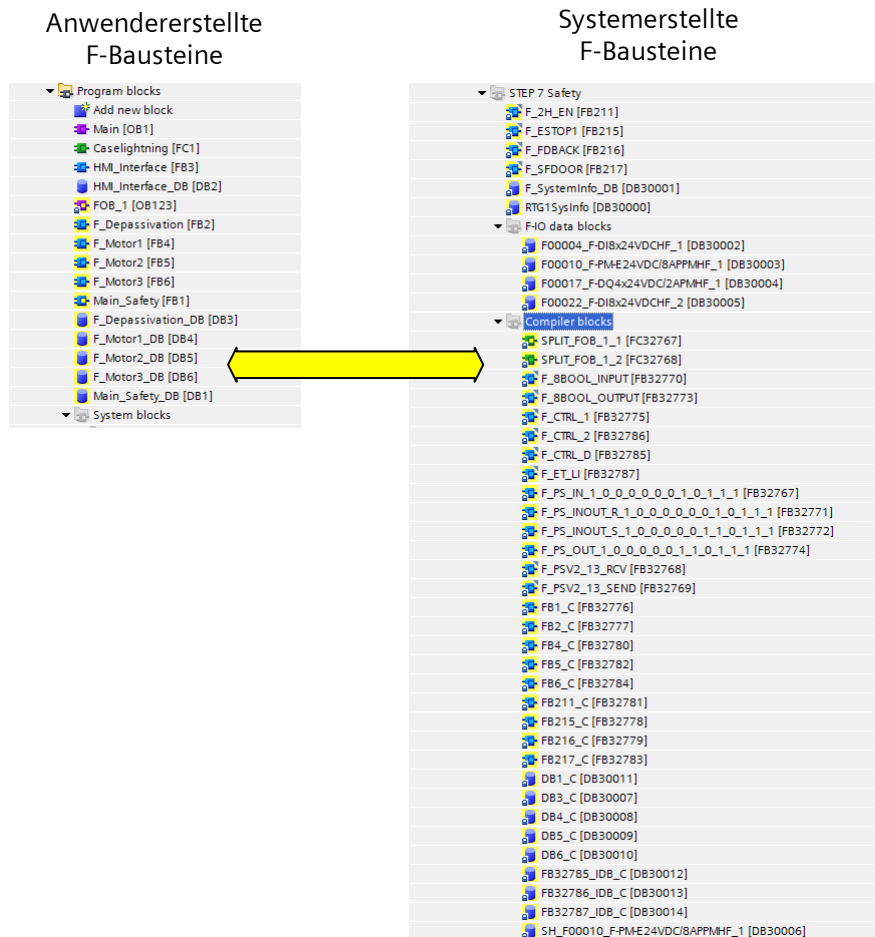 Anwendererstellte
F-Bausteine
Program blocks
Add new block
Main [OB1]
Caselightning [FC1]
HMI_Interface [FB3]
HMI_Interface_DB [DB2]
FOB_1 [OB123]
F_Depassivation [FB2]
F_Motor1 [FB4]
F_Motor2 [FB5]
F_Motor3 [FB6]
Main_Safety [FB1]
F_Depassivation_DB [DB3]
F_Motor1_DB [DB4]
F_Motor2_DB [DB5]
F_Motor3_DB [DB6]
Main_Safety_DB [DB1]
System blocks
Systemerstellte
F-Bausteine
STEP 7 Safety
F_2H_EN [FB211]
F_ESTOP1 [FB215]
F_FDBACK [FB216]
F_SFDOOR [FB217]
F_SystemInfo_DB [DB30001]
RTG1SysInfo [DB30000]
F-IO data blocks
F00004_F-DI8x24VDCHF_1 [DB30002]
F00010_F-PM-E24VDC/8APPMHF_1 [DB30003]
F00017_F-DQ4x24VDC/2APMHF_1 [DB30004]
F00022_F-DI8x24VDCHF_2 [DB30005]
Compiler blocks
SPLIT_FOB_1_1 [FC32767]
SPLIT_FOB_1_2 [FC32768]
F_8BOOL_INPUT [FB32770]
F_8BOOL_OUTPUT [FB32773]
F_CTRL_1 [FB32775]
F_CTRL_2 [FB32786]
F_CTRL_D [FB32785]
F_ET_LI [FB32787]
F_PS_IN_1_0_0_0_0_0_0_1_0_1_1_1 [FB32767]
F_PS_INOUT_R_1_0_0_0_0_0_0_1_0_1_1_1 [FB32771]
F_PS_INOUT_S_1_0_0_0_0_0_1_1_0_1_1_1 [FB32772]
F_PS_OUT_1_0_0_0_0_0_1_1_0_1_1_1 [FB32774]
F_PSV2_13_RCV [FB32768]
F_PSV2_13_SEND [FB32769]
FB1_C [FB32776]
FB2_C [FB32777]
FB4_C [FB32780]
FB5_C [FB32782]
FB6_C [FB32784]
FB211_C [FB32781]
FB215_C [FB32778]
FB216_C [FB32779]
FB217_C [FB32783]
DB1_C [DB30011]
DB3_C [DB30007]
DB4_C [DB30008]
DB5_C [DB30009]
DB6_C [DB30010]
FB32785_IDB_C [DB30012]
FB32786_IDB_C [DB30013]
FB32787_IDB_C [DB30014]
SH_F00010_F-PM-E24VDC/8APPMHF_1 [DB30006]